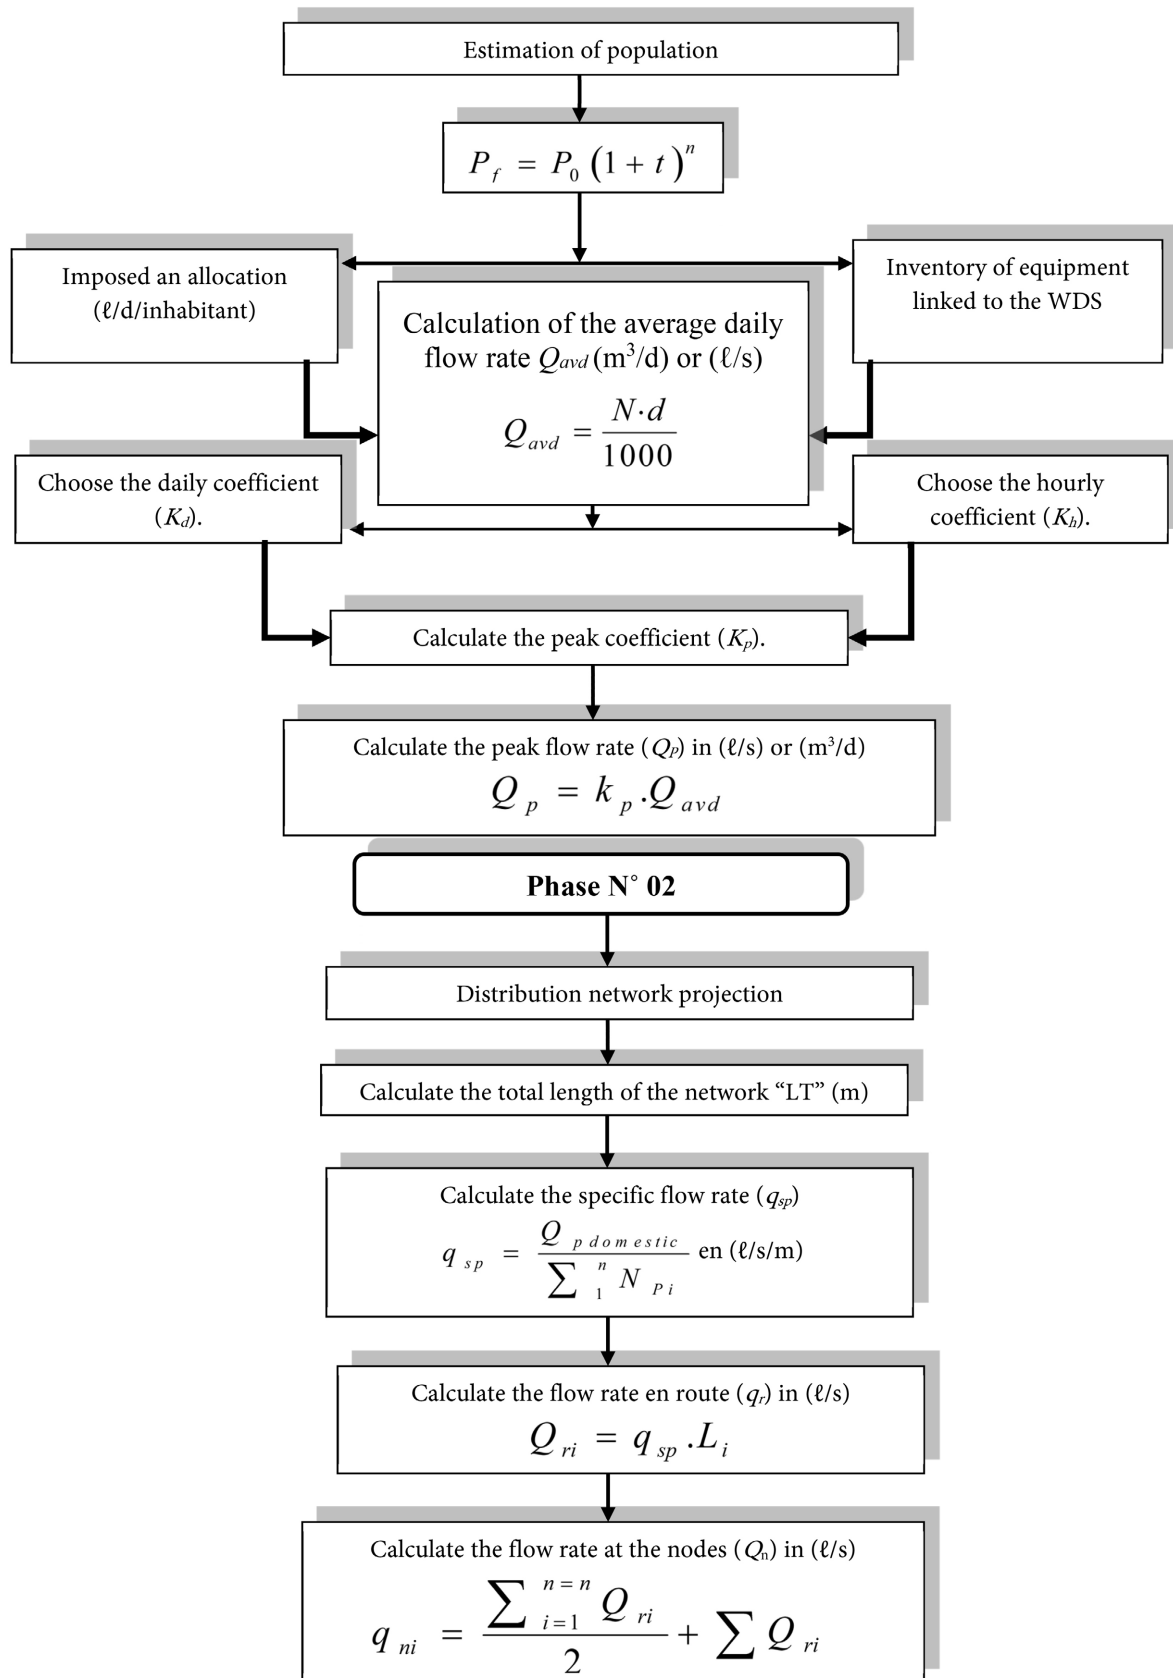 Estimation of population
P_f = P_0 (1 + t)^n
Imposed an allocation
(ℓ/d/inhabitant)
Inventory of equipment
linked to the WDS
Calculation of the average daily
flow rate Q_avd (m³/d) or (ℓ/s)
Q_avd = N·d / 1000
Choose the daily coefficient
(K_d).
Choose the hourly
coefficient (K_h).
Calculate the peak coefficient (K_p).
Calculate the peak flow rate (Q_p) in (ℓ/s) or (m³/d)
Q_p = k_p . Q_avd
Phase N° 02
Distribution network projection
Calculate the total length of the network “LT” (m)
Calculate the specific flow rate (q_sp)
q_sp = Q_p domestic / ∑_1^n N_Pi en (ℓ/s/m)
Calculate the flow rate en route (q_r) in (ℓ/s)
Q_ri = q_sp . L_i
Calculate the flow rate at the nodes (Q_n) in (ℓ/s)
q_ni = ∑_{i=1}^{n=n} Q_ri / 2 + ∑ Q_ri